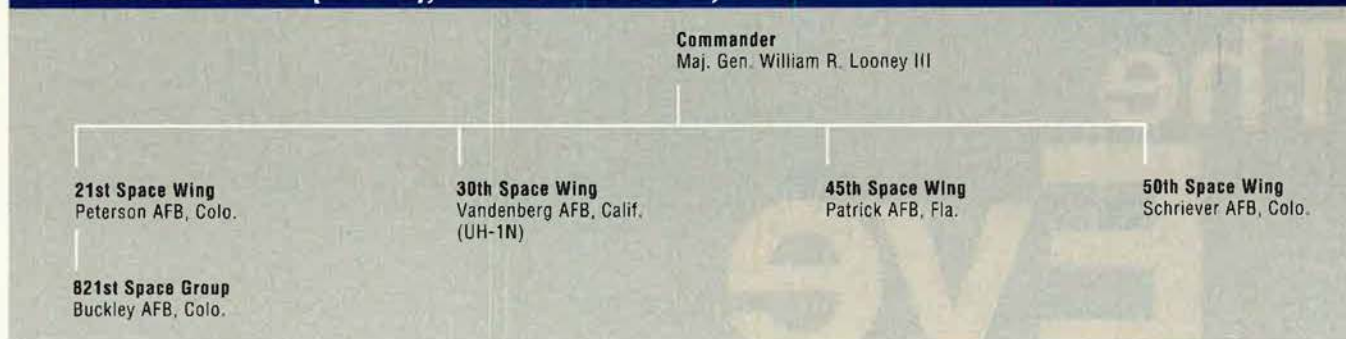 Commander
Maj. Gen. William R. Looney III
21st Space Wing
Peterson AFB, Colo.
30th Space Wing
Vandenberg AFB, Calif.
(UH-1N)
45th Space Wing
Patrick AFB, Fla.
50th Space Wing
Schriever AFB, Colo.
821st Space Group
Buckley AFB, Colo.